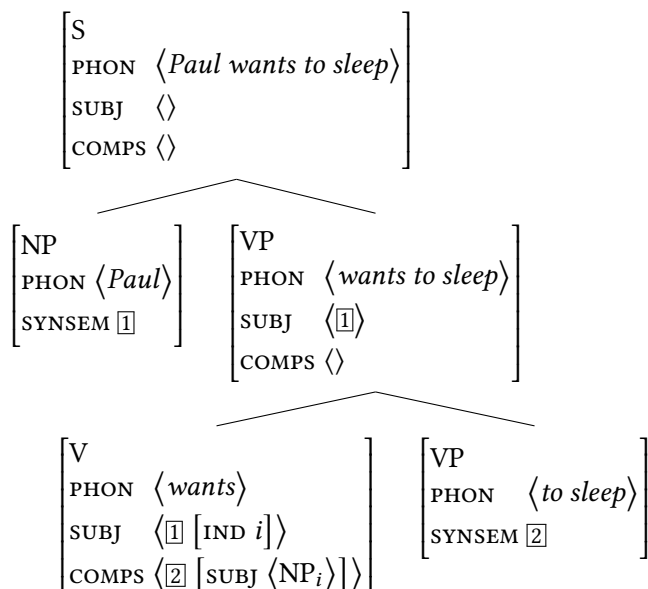 S
PHON ⟨Paul wants to sleep⟩
SUBJ ⟨⟩
COMPS ⟨⟩
NP
PHON ⟨Paul⟩
SYNSEM 1
VP
PHON ⟨wants to sleep⟩
SUBJ ⟨1⟩
COMPS ⟨⟩
V
PHON ⟨wants⟩
SUBJ ⟨1 [IND i]⟩
COMPS ⟨2 [SUBJ ⟨NPi⟩]⟩
VP
PHON ⟨to sleep⟩
SYNSEM 2